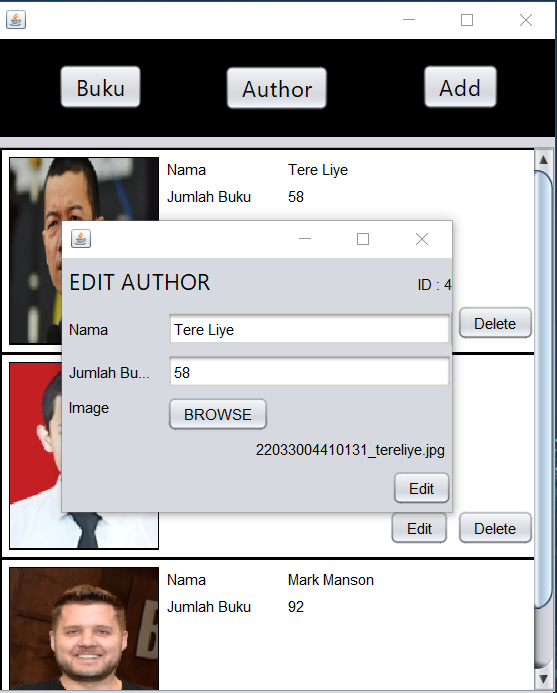 Buku Author Add
Nama Tere Liye
Jumlah Buku 58
EDIT AUTHOR ID : 4
Nama Tere Liye
Delete
Jumlah Bu... 58
Image BROWSE
22033004410131_tereliye.jpg
Edit
Edit Delete
Nama Mark Manson
Jumlah Buku 92